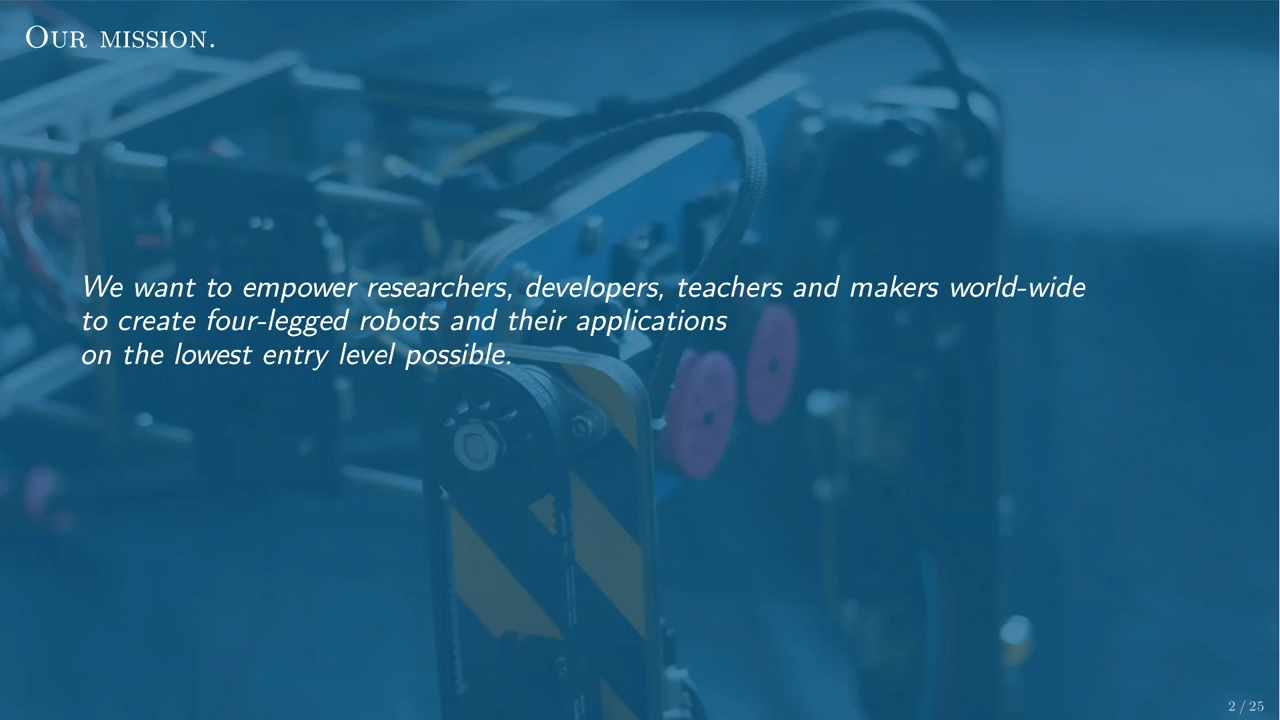 Our mission.
We want to empower researchers, developers, teachers and makers world-wide
to create four-legged robots and their applications
on the lowest entry level possible.
2 / 25